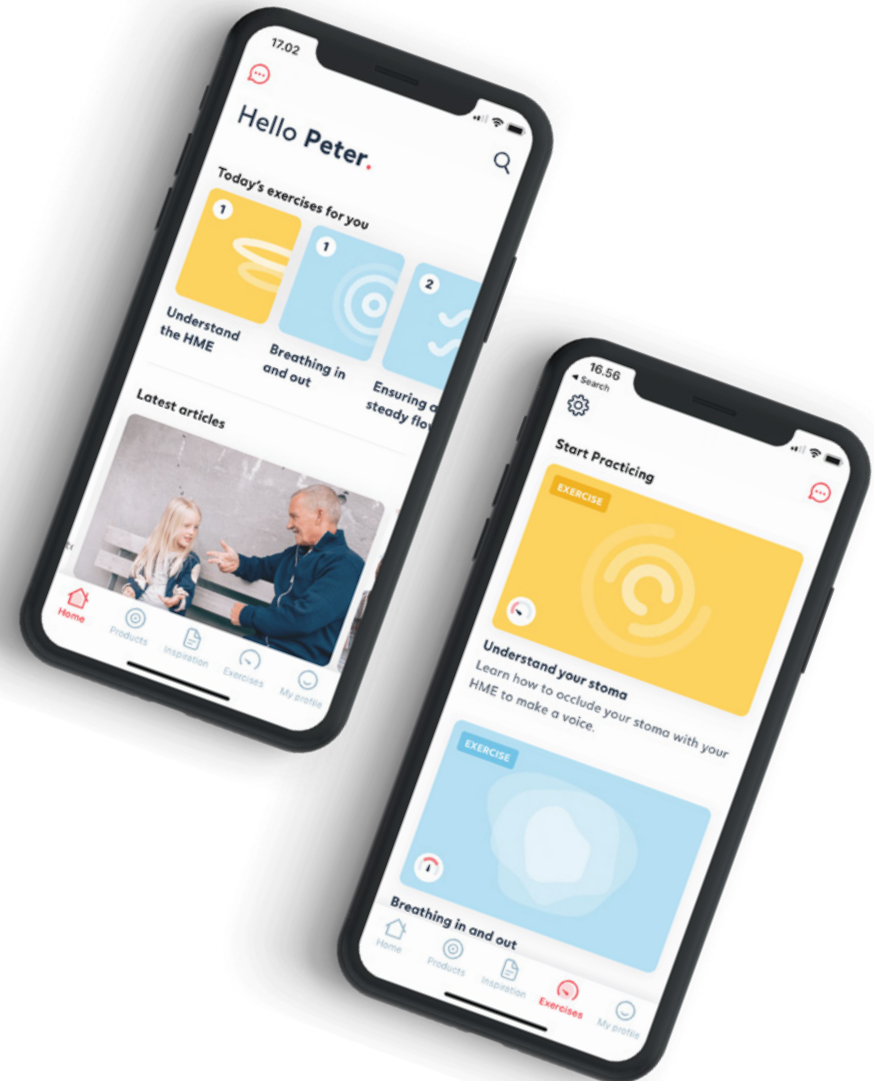 17.02
Hello Peter.
Today's exercises for you
1
1
2
Understand
the HME
Breathing in
and out
Ensuring
steady
Latest articles
Home
Products
Inspiration
Exercises
My profile
16.56
Search
Start Practicing
EXERCISE
Understand your stoma
Learn how to occlude your stoma with your
HME to make a voice.
EXERCISE
Breathing in and out
Home
Products
Inspiration
Exercises
My profile